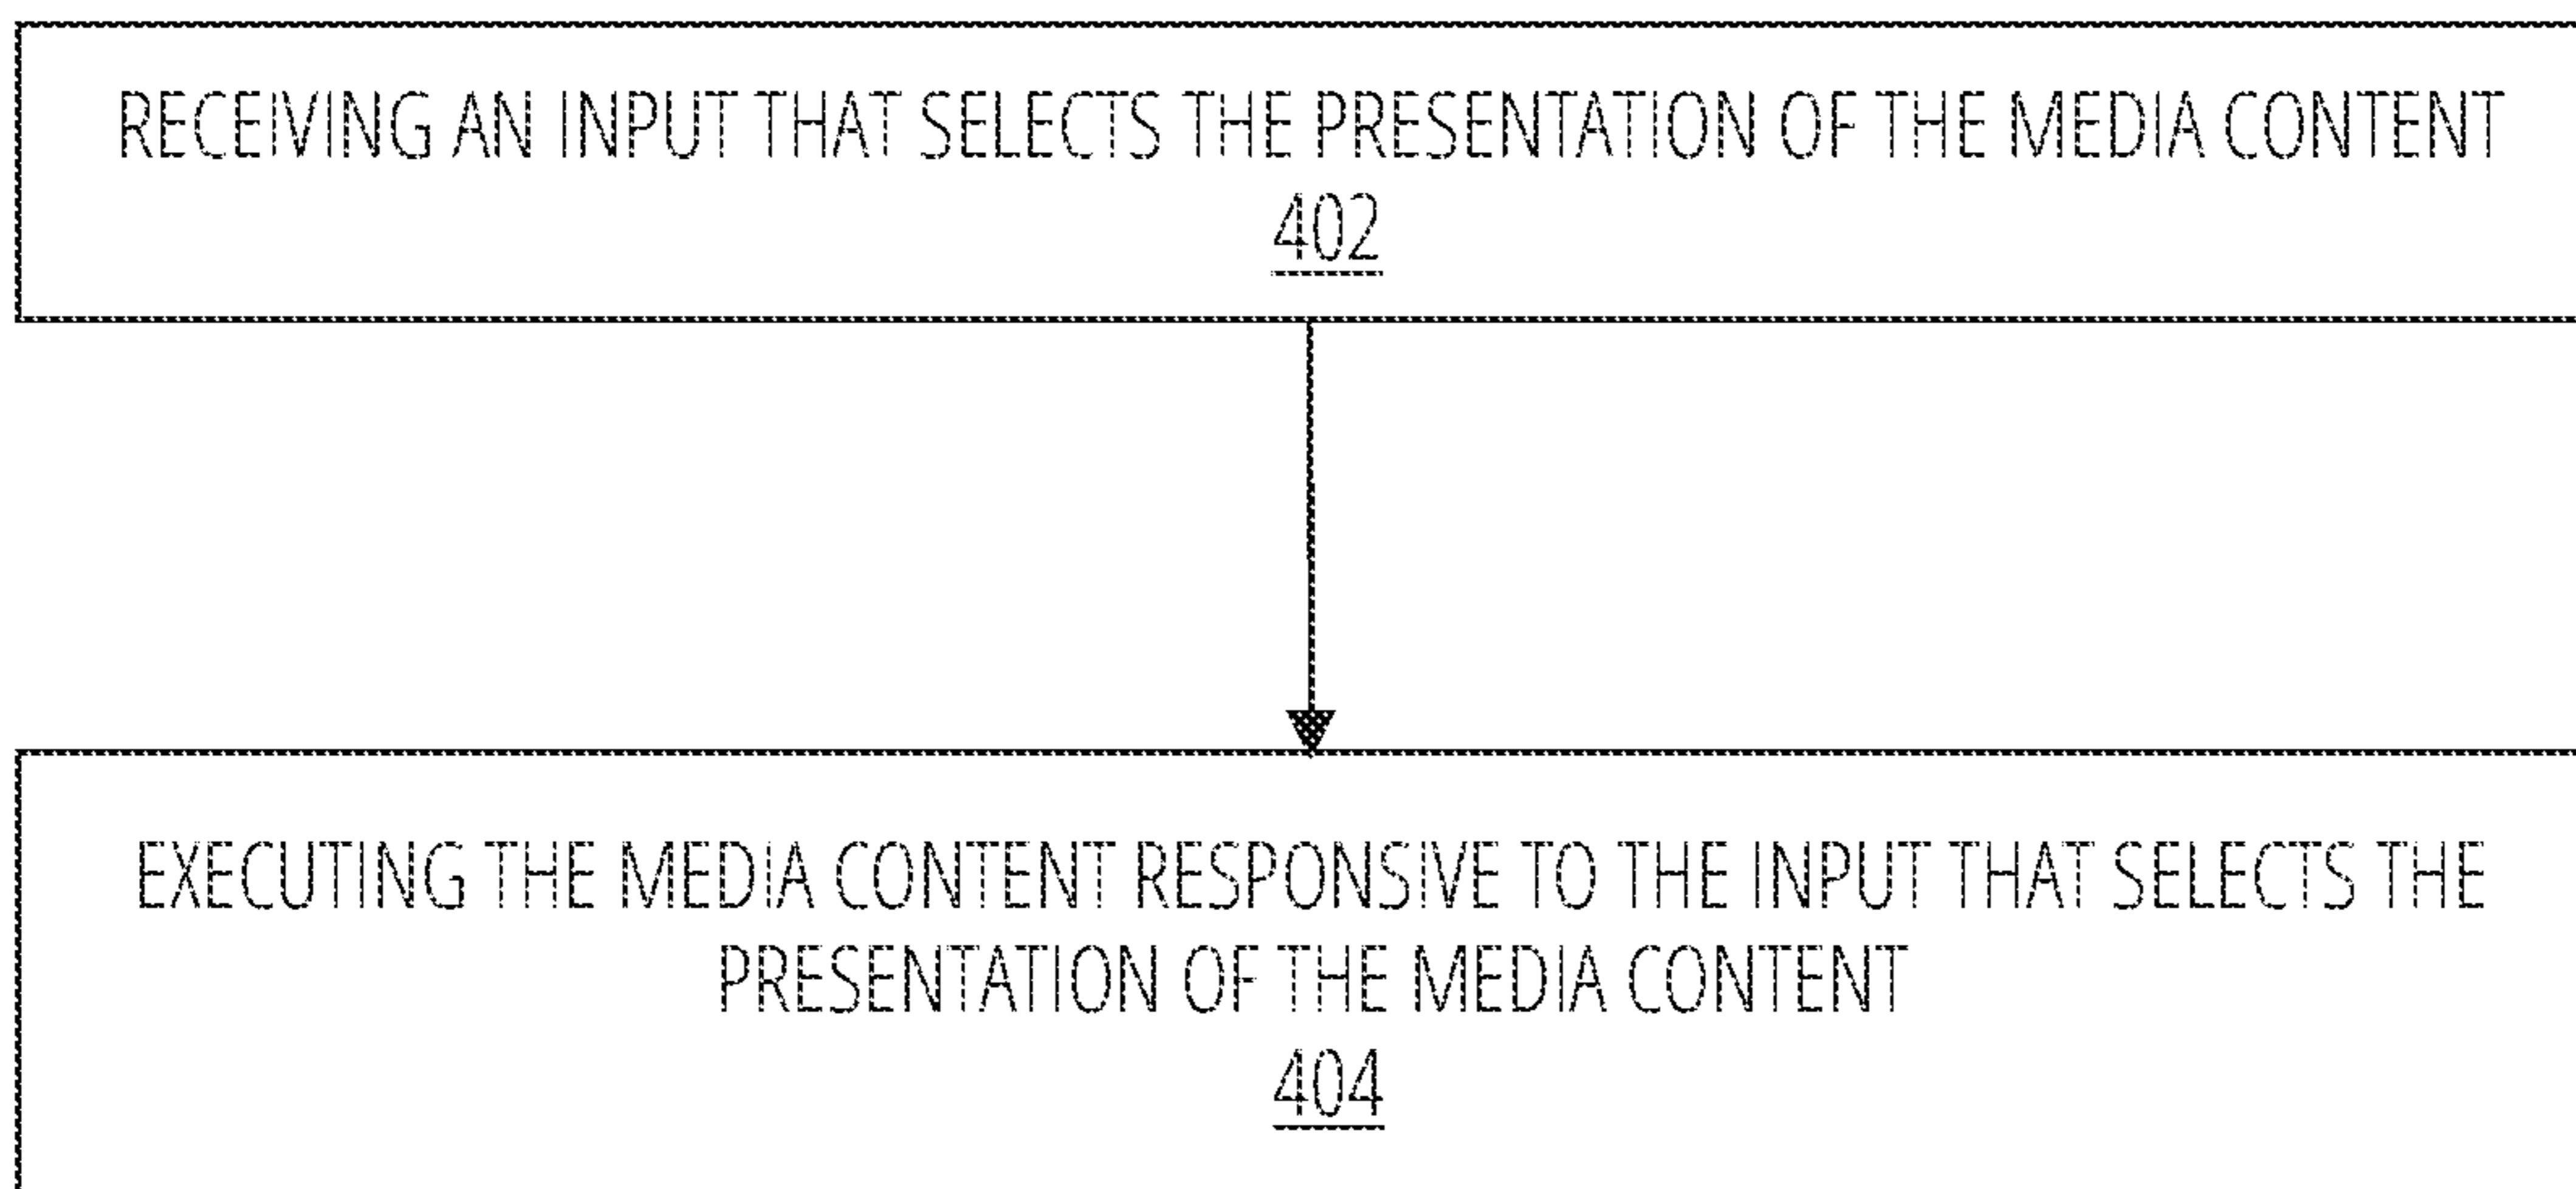 RECEIVING AN INPUT THAT SELECTS THE PRESENTATION OF THE MEDIA CONTENT
402
EXECUTING THE MEDIA CONTENT RESPONSIVE TO THE INPUT THAT SELECTS THE
PRESENTATION OF THE MEDIA CONTENT
404